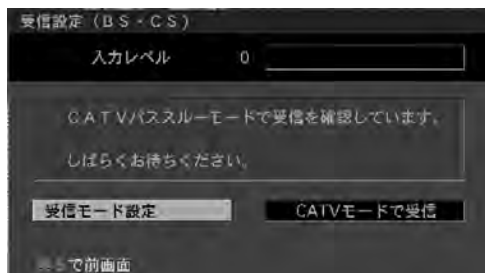 受信設定（ＢＳ・ＣＳ）
入力レベル 0
ＣＡＴＶパススルーモードで受信を確認しています。
しばらくお待ちください。
受信モード設定 CATVモードで受信
で前画面